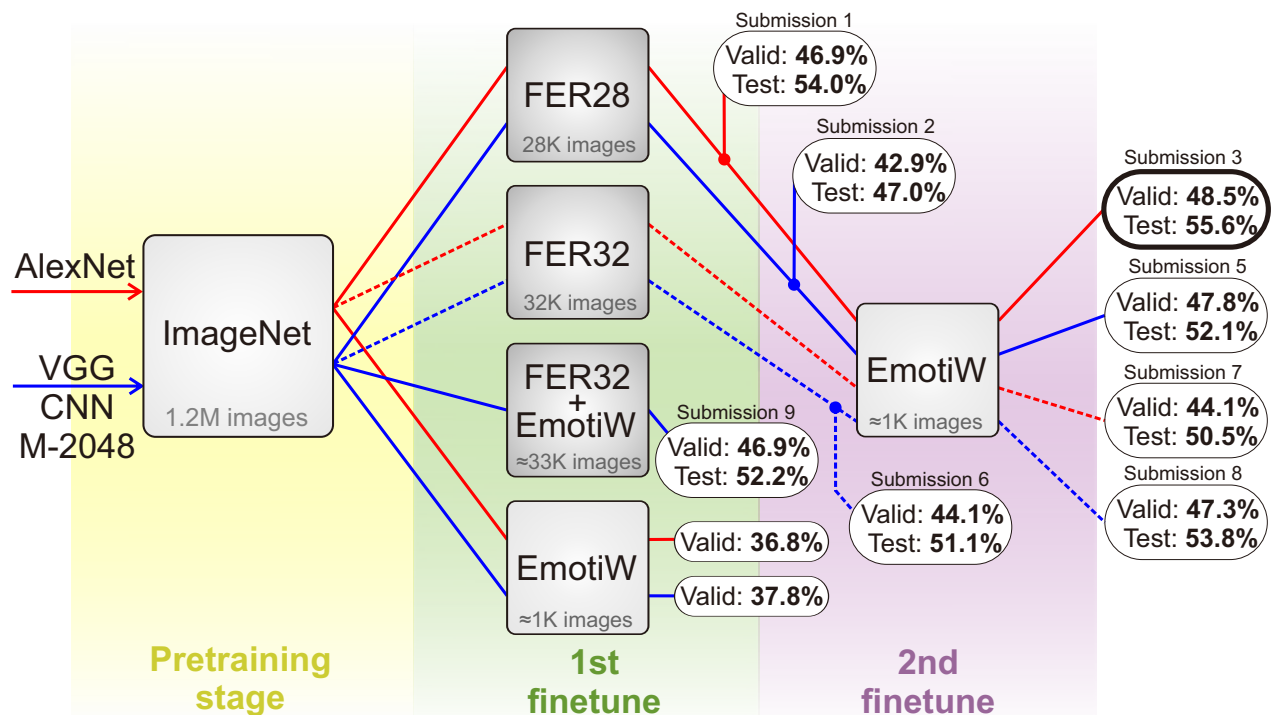 AlexNet
VGG
CNN
M-2048
ImageNet
1.2M images
FER28
28K images
FER32
32K images
FER32
+
EmotiW
≈33K images
EmotiW
≈1K images
Submission 1
Valid: 46.9%
Test: 54.0%
Submission 2
Valid: 42.9%
Test: 47.0%
Submission 9
Valid: 46.9%
Test: 52.2%
Valid: 36.8%
Valid: 37.8%
Submission 6
Valid: 44.1%
Test: 51.1%
EmotiW
≈1K images
Submission 3
Valid: 48.5%
Test: 55.6%
Submission 5
Valid: 47.8%
Test: 52.1%
Submission 7
Valid: 44.1%
Test: 50.5%
Submission 8
Valid: 47.3%
Test: 53.8%
Pretraining
stage
1st
finetune
2nd
finetune